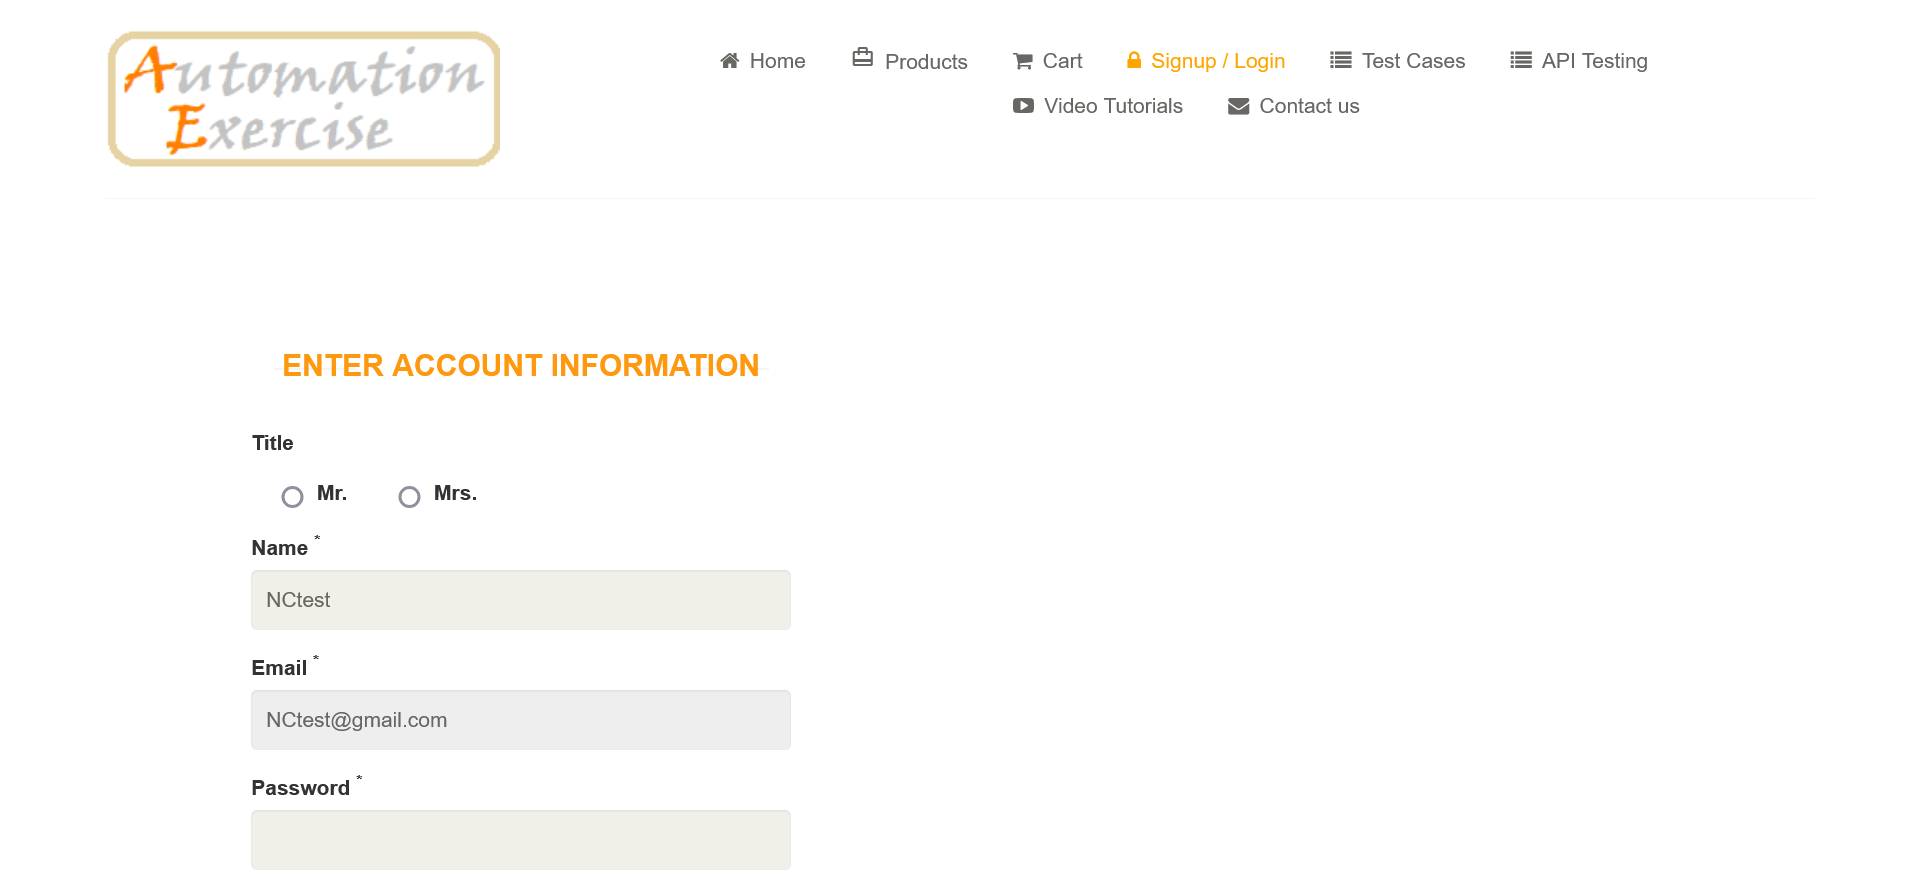 Automation
Exercise
Home Products Cart Signup / Login Test Cases API Testing
Video Tutorials Contact us
ENTER ACCOUNT INFORMATION
Title
Mr. Mrs.
Name *
NCtest
Email *
NCtest@gmail.com
Password *